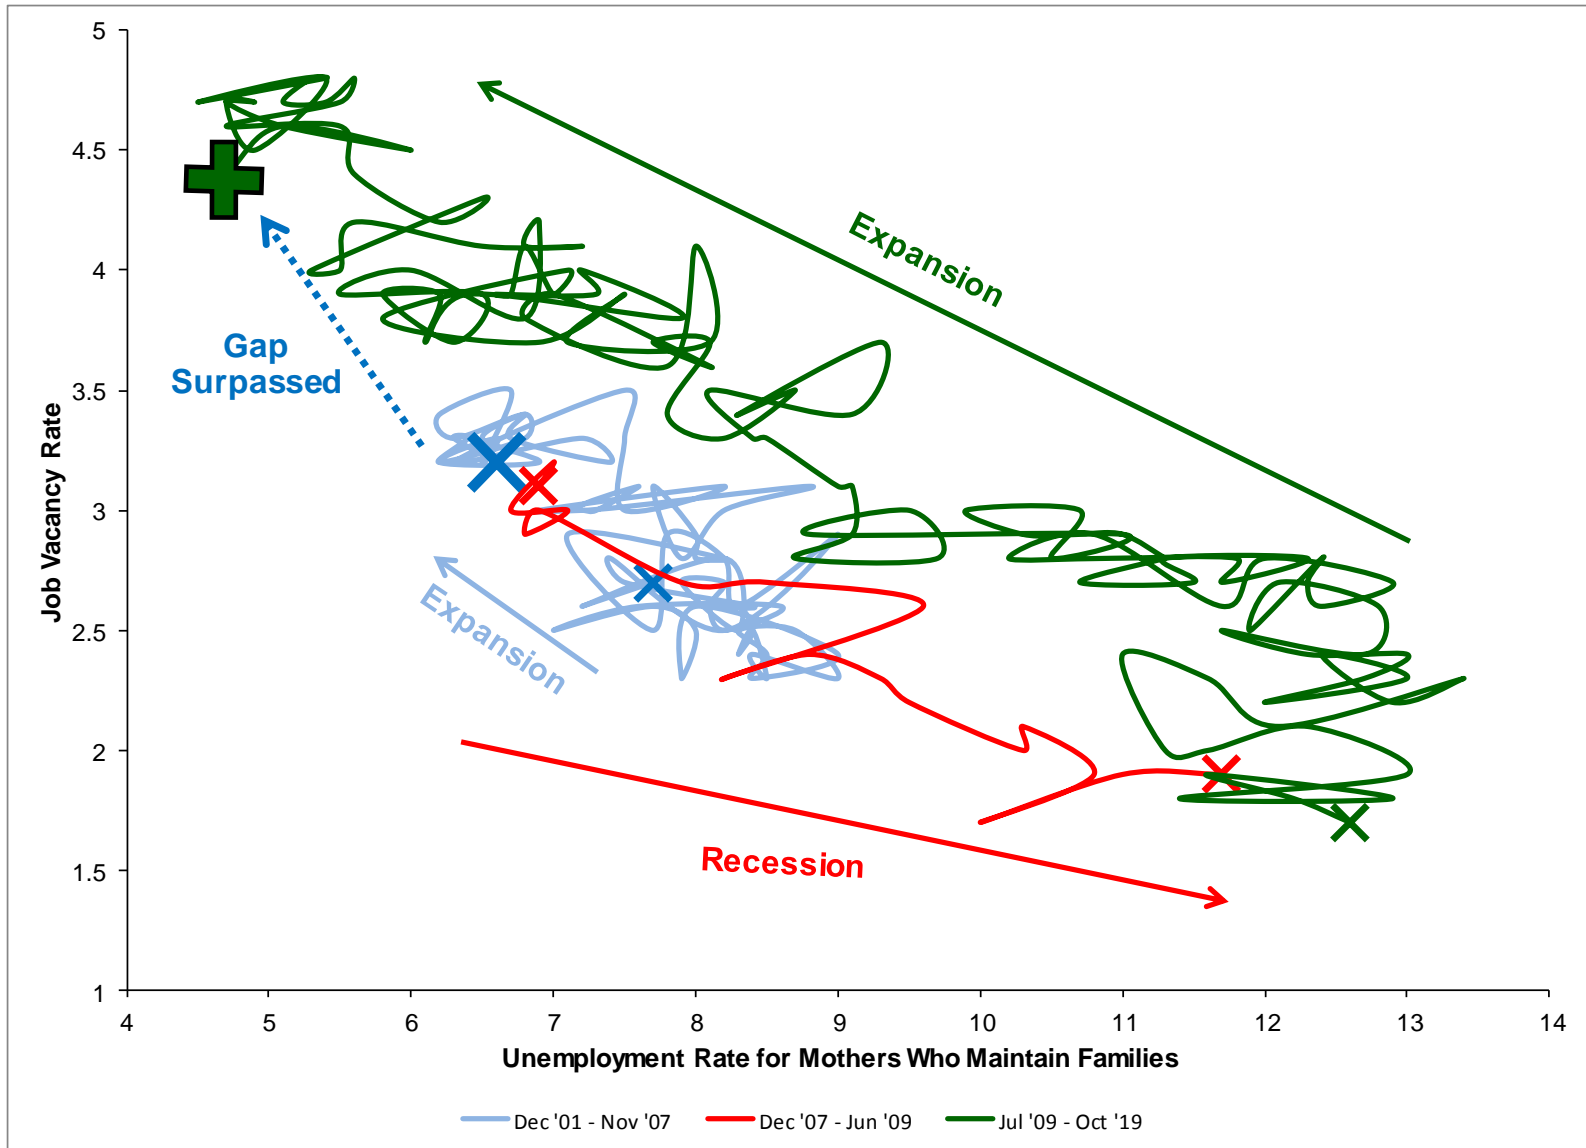 5
4.5
4
3.5
3
2.5
2
1.5
1
Job Vacancy Rate
Expansion
Gap
Surpassed
Expansion
Recession
4 5 6 7 8 9 10 11 12 13 14
Unemployment Rate for Mothers Who Maintain Families
Dec '01 - Nov '07 Dec '07 - Jun '09 Jul '09 - Oct '19